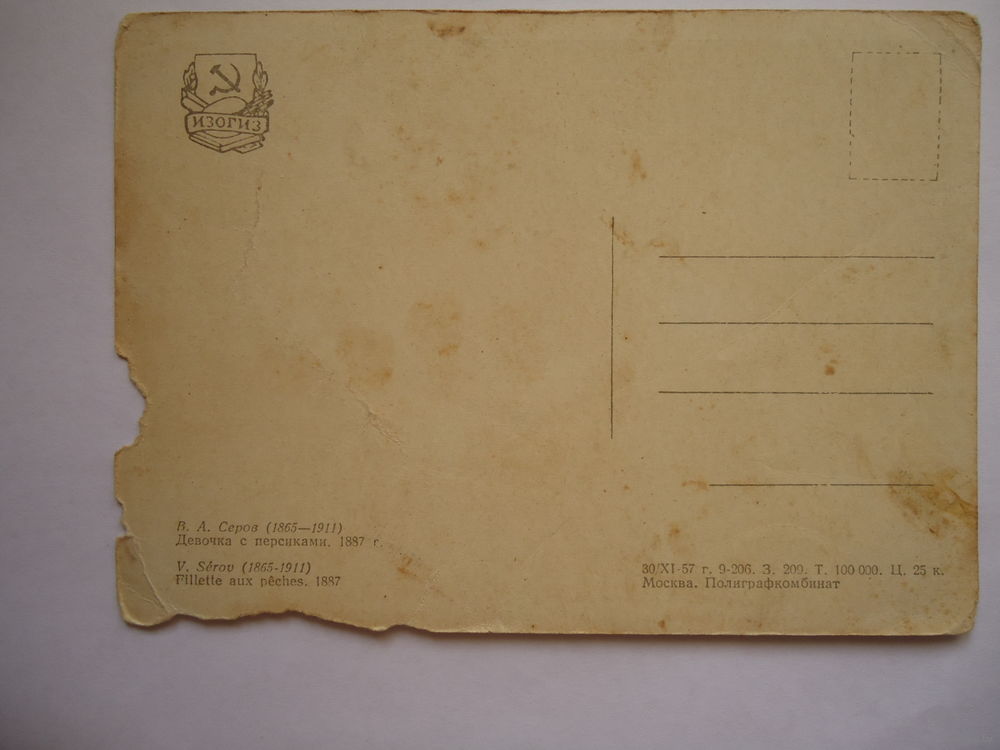 ИЗОГИЗ
В. А. Серов (1865—1911)
Девочка с персиками. 1887 г.
V. Sérov (1865-1911)
Fillette aux pêches. 1887
30/XI-57 г. 9-206. З. 209. Т. 100 000. Ц. 25 к.
Москва. Полиграфкомбинат